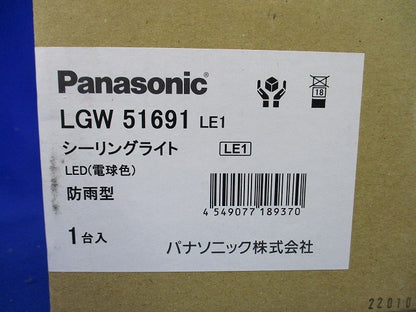 Panasonic®
LGW 51691 LE1
シーリングライト
LE1
LED(電球色)
防雨型
1台入
18
4 549077 189370
パナソニック株式会社
22010